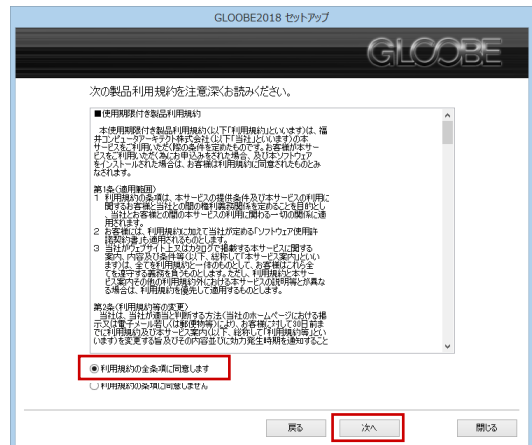 GLOOBE2018 セットアップ
GLOOBE
次の製品利用規約を注意深くお読みください。
■使用期限付き製品利用規約
本使用期限付き製品利用規約(以下「利用規約」といいます)は、福
井コンピュータアーキテクト株式会社(以下「当社」といいます)の本
サービスをご利用いただく際の条件を定めたものです。お客様が本サー
ビスをご利用いただく為にお申込みをされた場合、及び本ソフトウェア
をインストールされた場合は、お客様は利用規約に同意されたものとみ
なされます。
第1条(適用範囲)
1 利用規約の条項は、本サービスの提供条件及び本サービスの利用に
関するお客様と当社との間の権利義務関係を定めることを目的とし
、当社とお客様との間の本サービスの利用に関わる一切の関係に適
用されます。
2 お客様には、利用規約に加えて当社が定める「ソフトウェア使用許
諾契約書」も適用されるものとします。
3 当社がウェブサイト上又はカタログで掲載する本サービスに関する
案内、内容及び条件等(以下、総称して「本サービス案内」といい
ます)は、全てを利用規約と一体のものとして、お客様はこれら全
てを遵守する義務を負うものとします。ただし、利用規約と本サー
ビス案内その他の利用規約外における本サービスの説明等とが異な
る場合は、利用規約を優先して適用するものとします。
第2条(利用規約等の変更)
当社は、当社が適当と判断する方法(当社のホームページにおける掲
示又は電子メール若しくは郵便物等)により、お客様に対して30日前ま
でに利用規約及び本サービス案内(以下、総称して「利用規約等」とい
います)を変更する旨及びその内容並びに効力発生時期を通知すること
利用規約の全条項に同意します
利用規約の条項に同意しません
戻る
次へ
閉じる